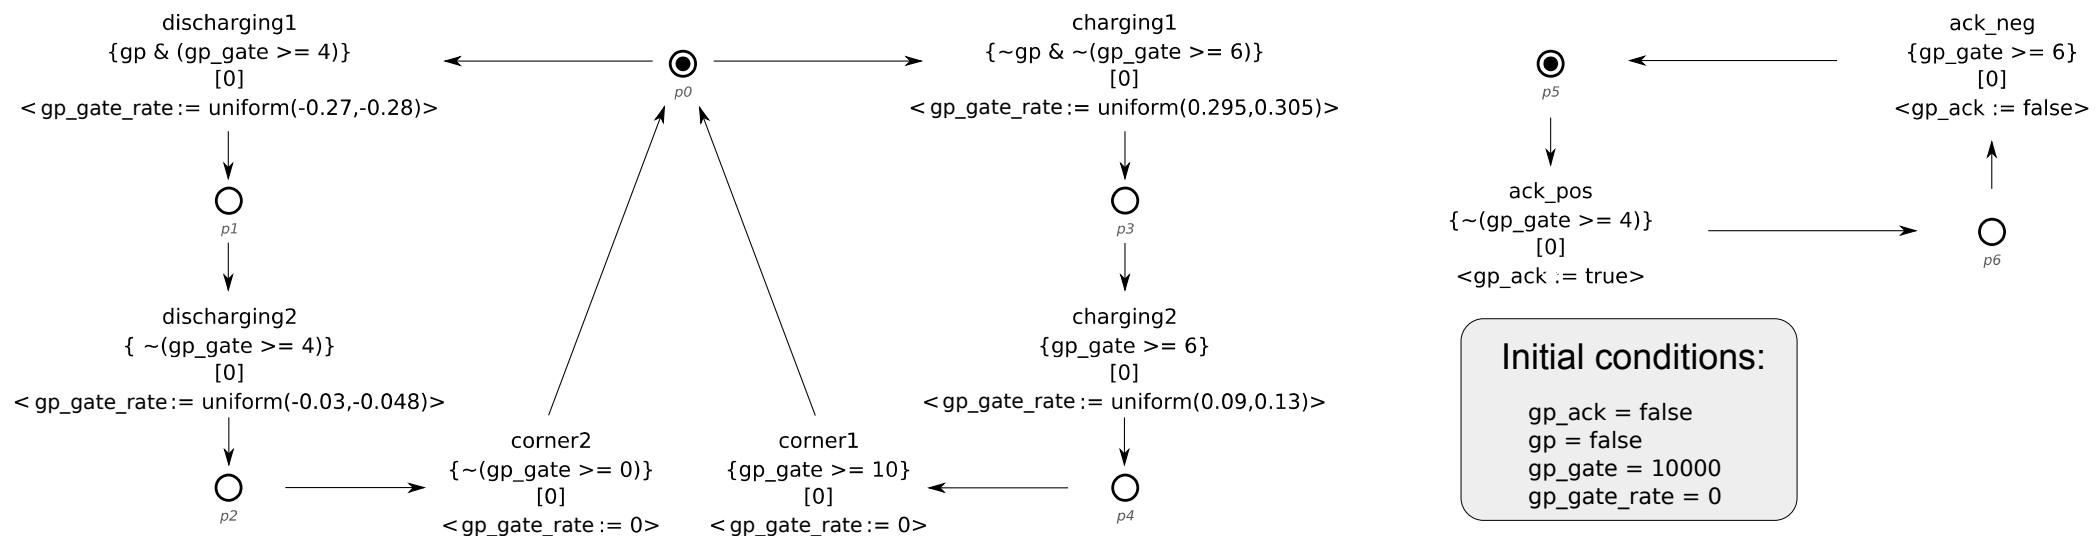 discharging1
{gp & (gp_gate >= 4)}
[0]
<gp_gate_rate := uniform(-0.27,-0.28)>
p1
discharging2
{ ~(gp_gate >= 4)}
[0]
<gp_gate_rate := uniform(-0.03,-0.048)>
p2
p0
corner2
{~(gp_gate >= 0)}
[0]
<gp_gate_rate := 0>
corner1
{gp_gate >= 10}
[0]
<gp_gate_rate := 0>
charging1
{~gp & ~(gp_gate >= 6)}
[0]
<gp_gate_rate := uniform(0.295,0.305)>
p3
charging2
{gp_gate >= 6}
[0]
<gp_gate_rate := uniform(0.09,0.13)>
p4
p5
ack_pos
{~(gp_gate >= 4)}
[0]
<gp_ack := true>
ack_neg
{gp_gate >= 6}
[0]
<gp_ack := false>
p6
Initial conditions:
gp_ack = false
gp = false
gp_gate = 10000
gp_gate_rate = 0